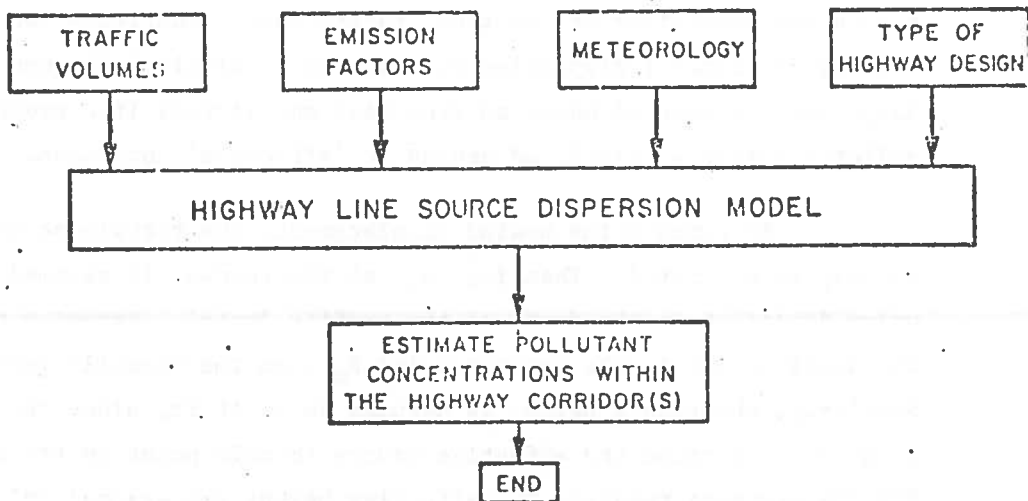 TRAFFIC
VOLUMES
EMISSION
FACTORS
METEOROLOGY
TYPE OF
HIGHWAY DESIGN
HIGHWAY LINE SOURCE DISPERSION MODEL
ESTIMATE POLLUTANT
CONCENTRATIONS WITHIN
THE HIGHWAY CORRIDOR(S)
END